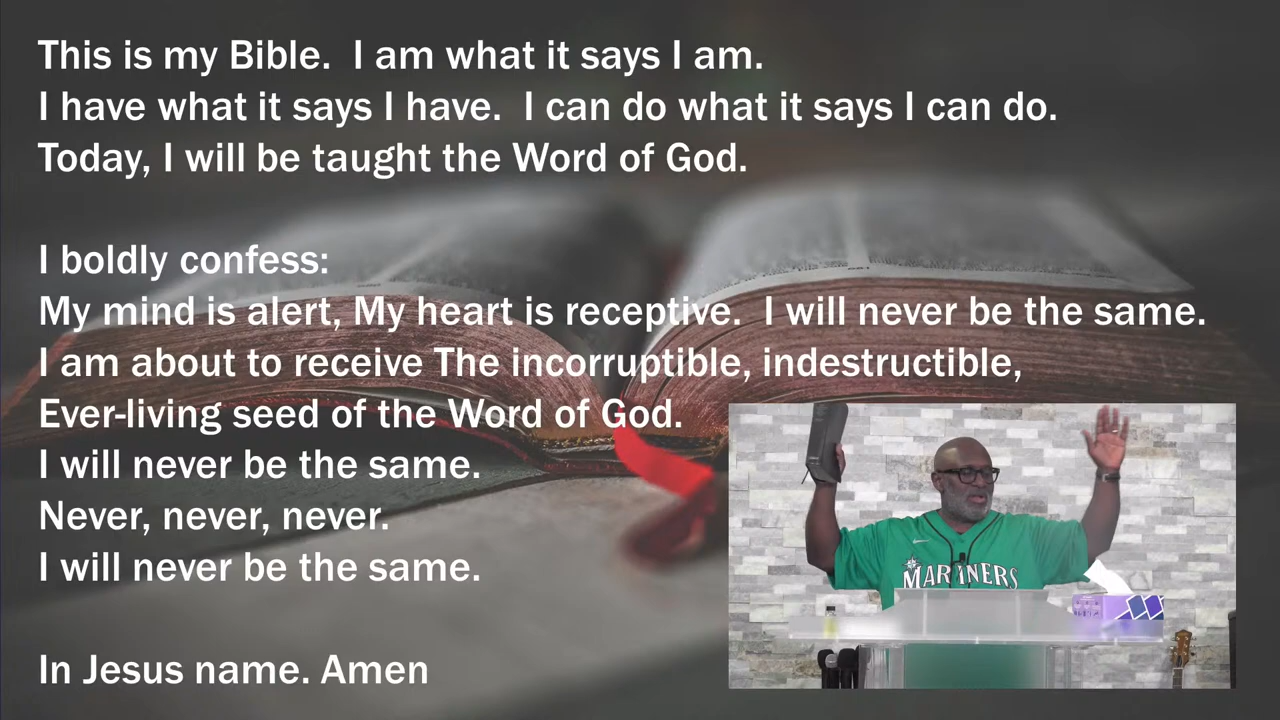 This is my Bible.  I am what it says I am.
I have what it says I have.  I can do what it says I can do.
Today, I will be taught the Word of God.
I boldly confess:
My mind is alert, My heart is receptive.  I will never be the same.
I am about to receive The incorruptible, indestructible,
Ever-living seed of the Word of God.
I will never be the same.
Never, never, never.
I will never be the same.
In Jesus name. Amen
MARINERS